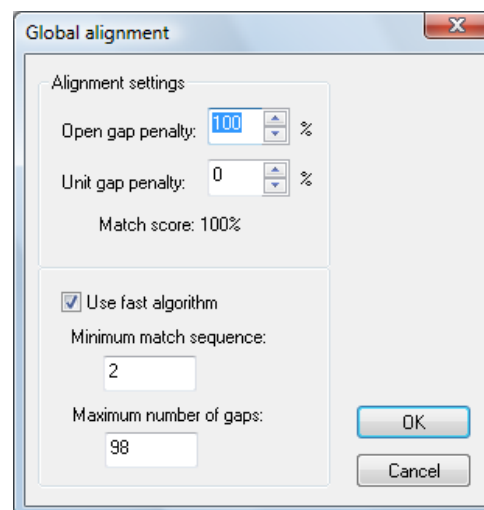 Global alignment
Alignment settings
Open gap penalty: 100 %
Unit gap penalty: 0 %
Match score: 100%
Use fast algorithm
Minimum match sequence:
2
Maximum number of gaps:
98
OK
Cancel